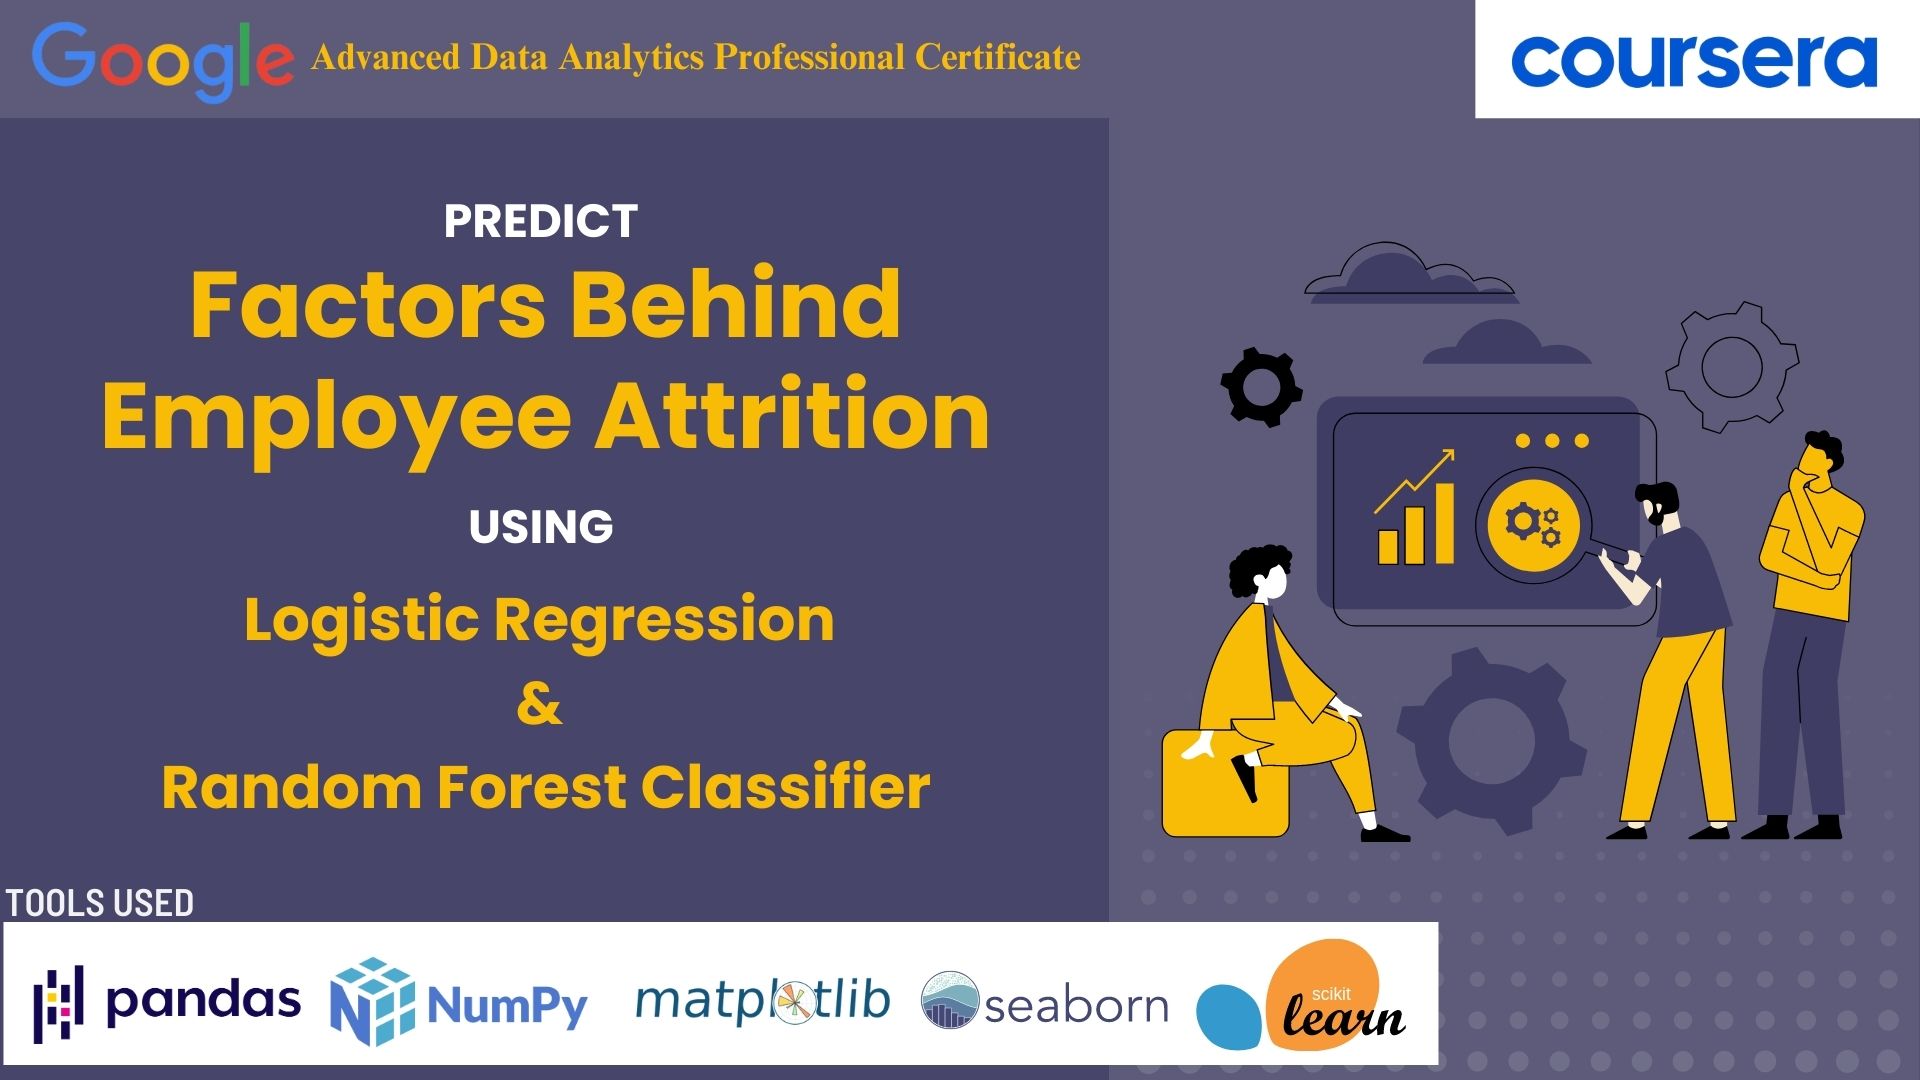 Google Advanced Data Analytics Professional Certificate
coursera
PREDICT
Factors Behind
Employee Attrition
USING
Logistic Regression
&
Random Forest Classifier
TOOLS USED
pandas
NumPy
matplotlib
seaborn
scikit
learn